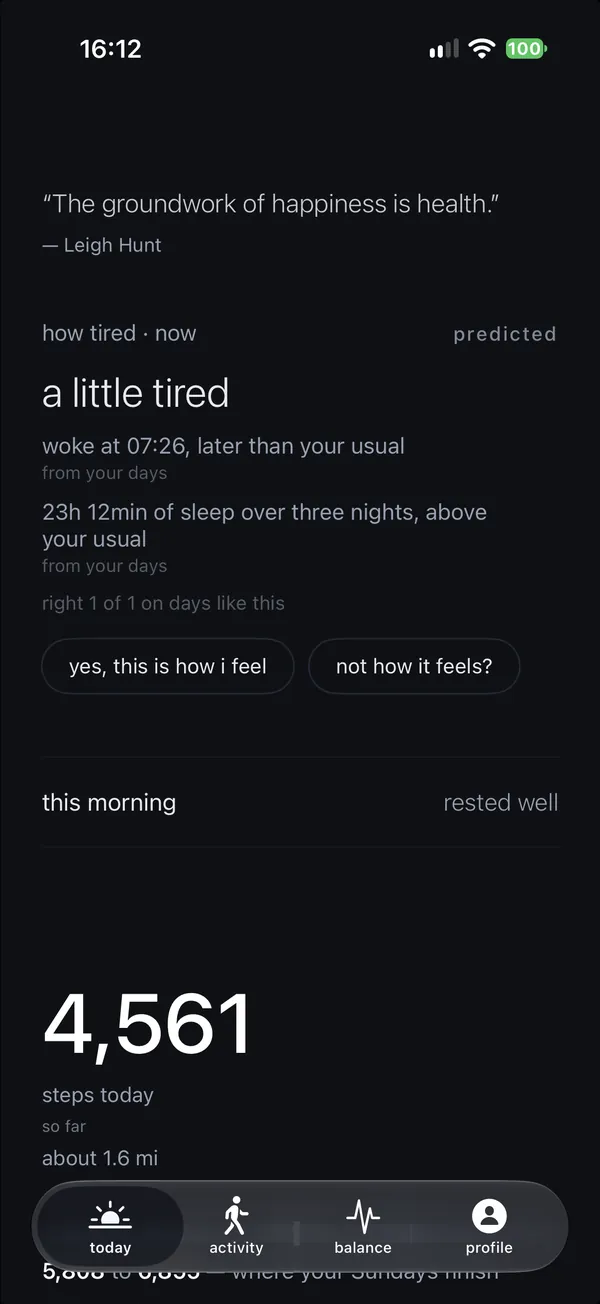 16:12
100
“The groundwork of happiness is health.”
— Leigh Hunt
how tired · now
predicted
a little tired
woke at 07:26, later than your usual
from your days
23h 12min of sleep over three nights, above
your usual
from your days
right 1 of 1 on days like this
yes, this is how i feel
not how it feels?
this morning
rested well
4,561
steps today
so far
about 1.6 mi
today
activity
balance
profile
to — where your Sundays finish